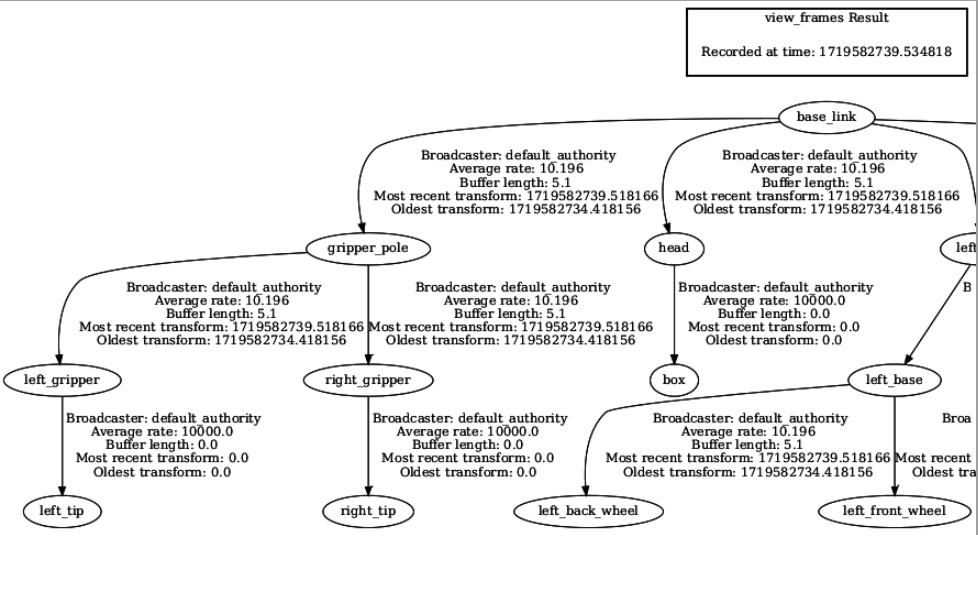 view_frames Result
Recorded at time: 1719582739.534818
base_link
Broadcaster: default_authority
Average rate: 10.196
Buffer length: 5.1
Most recent transform: 1719582739.518166
Oldest transform: 1719582734.418156
Broadcaster: default_authority
Average rate: 10.196
Buffer length: 5.1
Most recent transform: 1719582739.518166
Oldest transform: 1719582734.418156
gripper_pole
head
left
Broadcaster: default_authority
Average rate: 10.196
Buffer length: 5.1
Most recent transform: 1719582739.518166
Oldest transform: 1719582734.418156
Broadcaster: default_authority
Average rate: 10.196
Buffer length: 5.1
Most recent transform: 1719582739.518166
Oldest transform: 1719582734.418156
Broadcaster: default_authority
Average rate: 10000.0
Buffer length: 0.0
Most recent transform: 0.0
Oldest transform: 0.0
B
left_gripper
right_gripper
box
left_base
Broadcaster: default_authority
Average rate: 10000.0
Buffer length: 0.0
Most recent transform: 0.0
Oldest transform: 0.0
Broadcaster: default_authority
Average rate: 10000.0
Buffer length: 0.0
Most recent transform: 0.0
Oldest transform: 0.0
Broadcaster: default_authority
Average rate: 10.196
Buffer length: 5.1
Most recent transform: 1719582739.518166
Oldest transform: 1719582734.418156
Broa
Most recent
Oldest tra
left_tip
right_tip
left_back_wheel
left_front_wheel